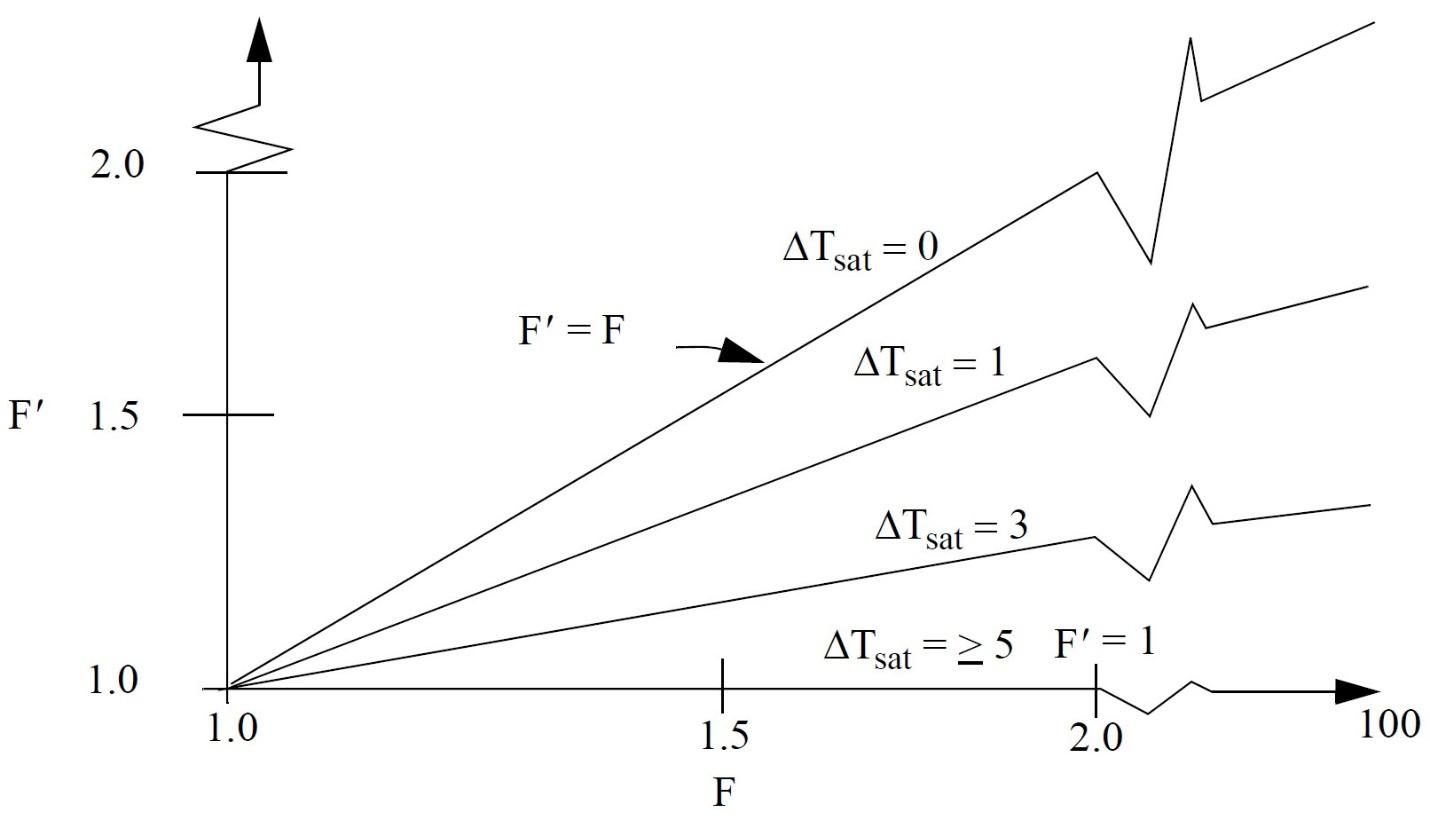 2.0
ΔTsat = 0
F′ = F
ΔTsat = 1
F′ 1.5
ΔTsat = 3
ΔTsat = ≥ 5 F′ = 1
1.0
1.0 1.5 2.0 100
F